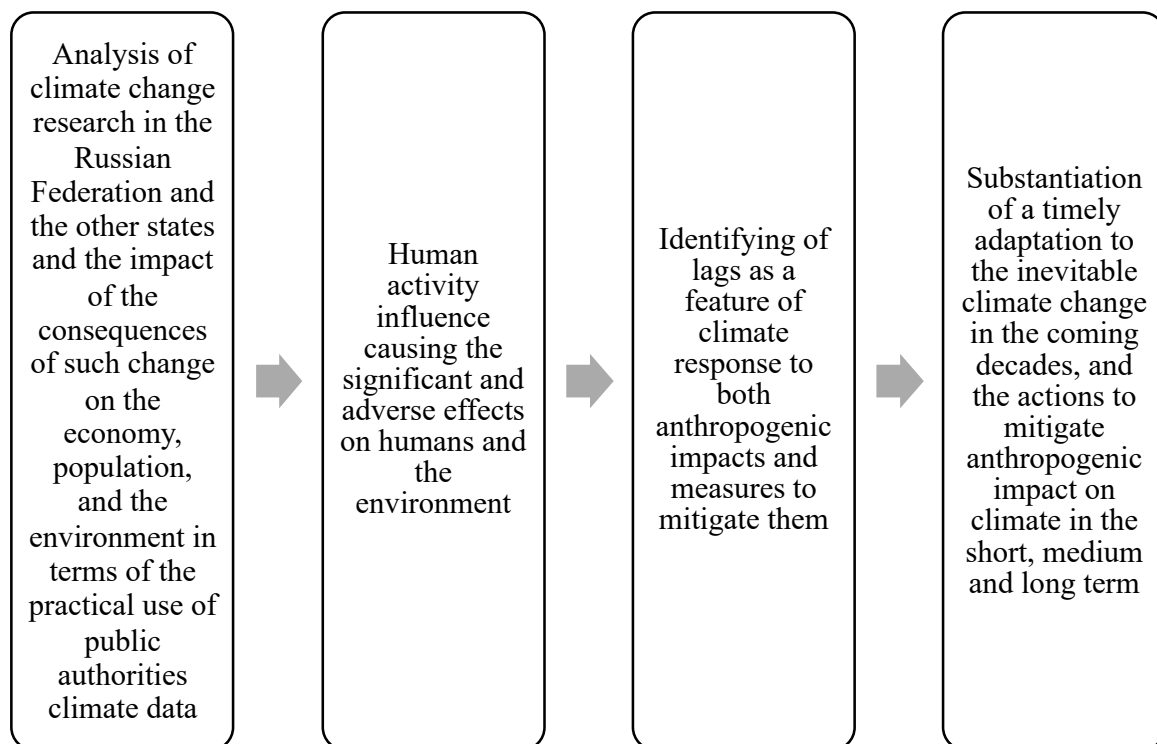 Analysis of
climate change
research in the
Russian
Federation and
the other states
and the impact
of the
consequences
of such change
on the
economy,
population,
and the
environment in
terms of the
practical use of
public
authorities
climate data
Human
activity
influence
causing the
significant and
adverse effects
on humans and
the
environment
Identifying of
lags as a
feature of
climate
response to
both
anthropogenic
impacts and
measures to
mitigate them
Substantiation
of a timely
adaptation to
the inevitable
climate change
in the coming
decades, and
the actions to
mitigate
anthropogenic
impact on
climate in the
short, medium
and long term